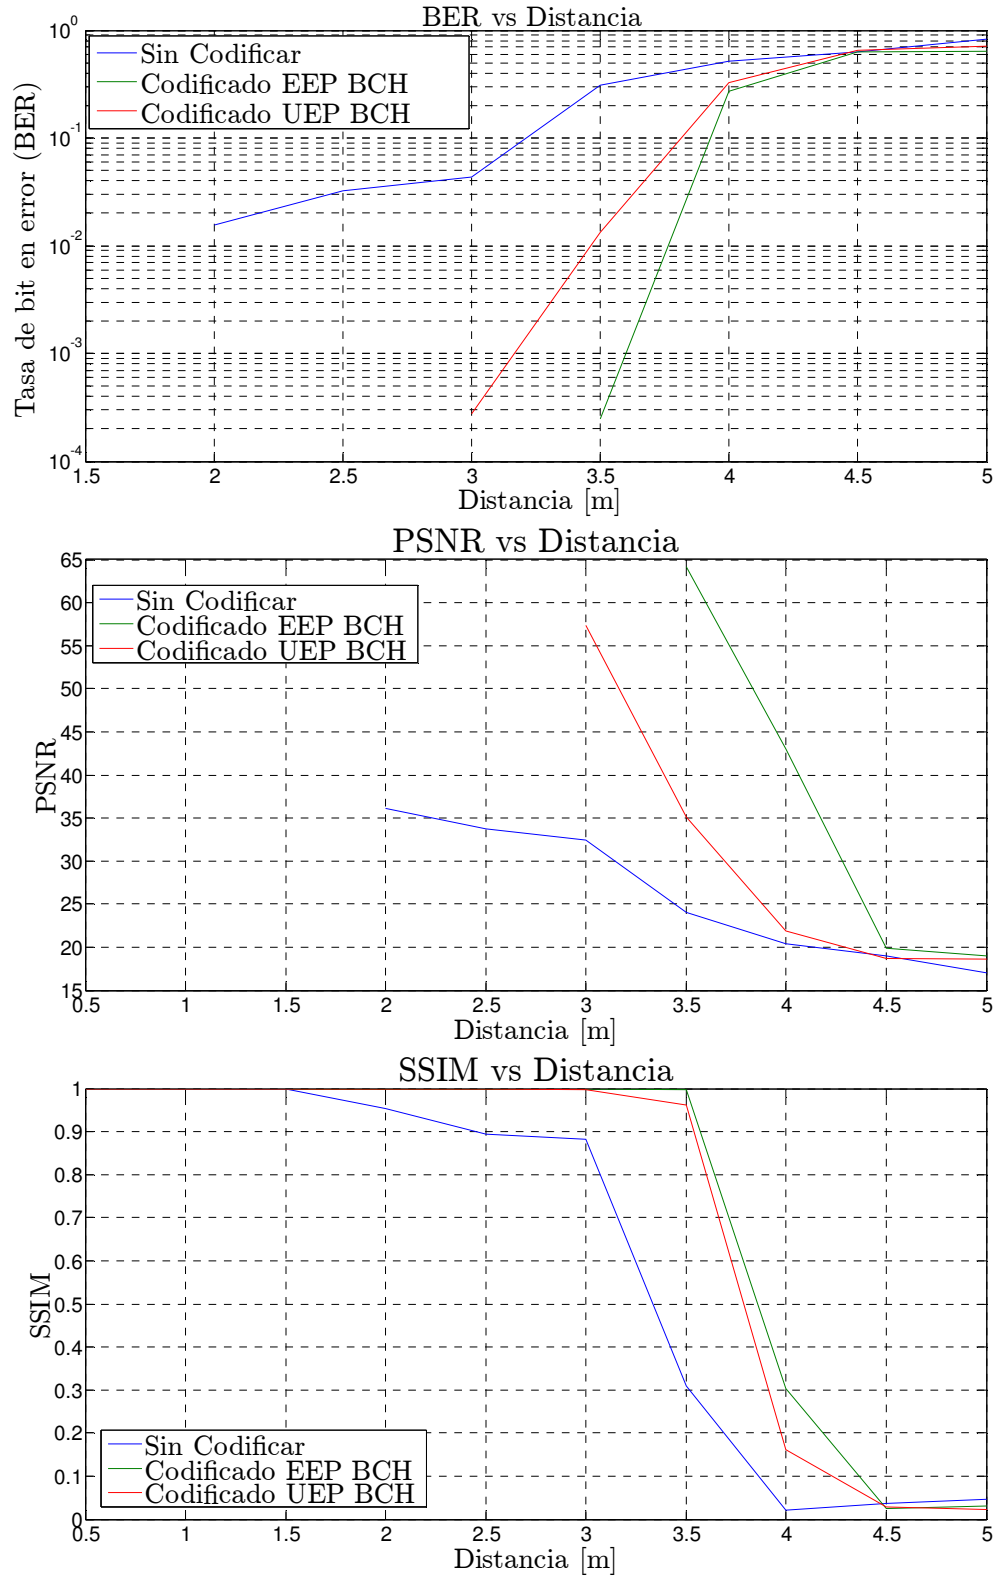 BER vs Distancia
Sin Codificar
Codificado EEP BCH
Codificado UEP BCH
Tasa de bit en error (BER)
10^0
10^-1
10^-2
10^-3
10^-4
1.5 2 2.5 3 3.5 4 4.5 5
Distancia [m]
PSNR vs Distancia
Sin Codificar
Codificado EEP BCH
Codificado UEP BCH
PSNR
65
60
55
50
45
40
35
30
25
20
15
0.5 1 1.5 2 2.5 3 3.5 4 4.5 5
Distancia [m]
SSIM vs Distancia
SSIM
1
0.9
0.8
0.7
0.6
0.5
0.4
0.3
0.2
0.1
0
Sin Codificar
Codificado EEP BCH
Codificado UEP BCH
0.5 1 1.5 2 2.5 3 3.5 4 4.5 5
Distancia [m]